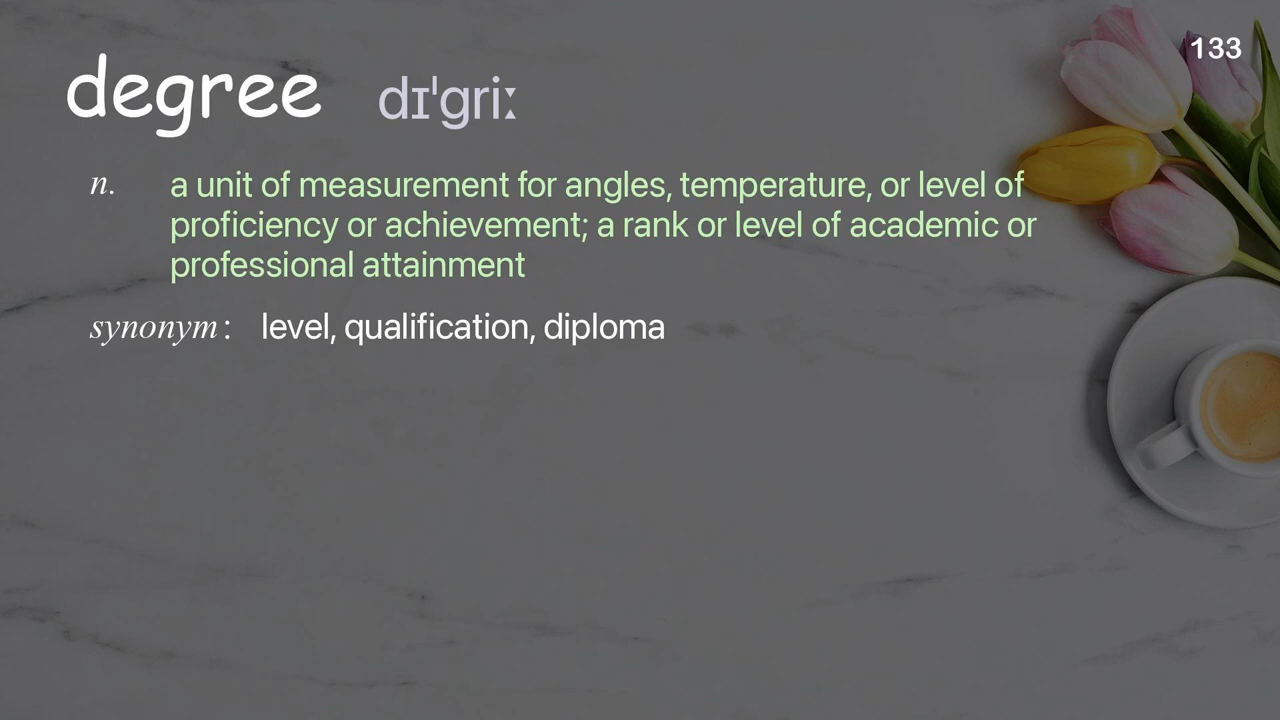 133
degree dɪˈɡriː
n. a unit of measurement for angles, temperature, or level of
proficiency or achievement; a rank or level of academic or
professional attainment
synonym: level, qualification, diploma